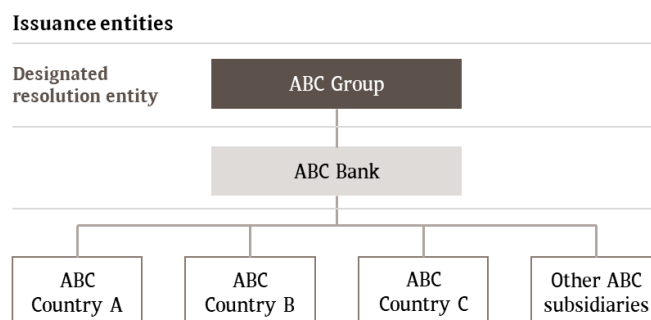 Issuance entities
Designated
resolution entity
ABC Group
ABC Bank
ABC
Country A
ABC
Country B
ABC
Country C
Other ABC
subsidiaries